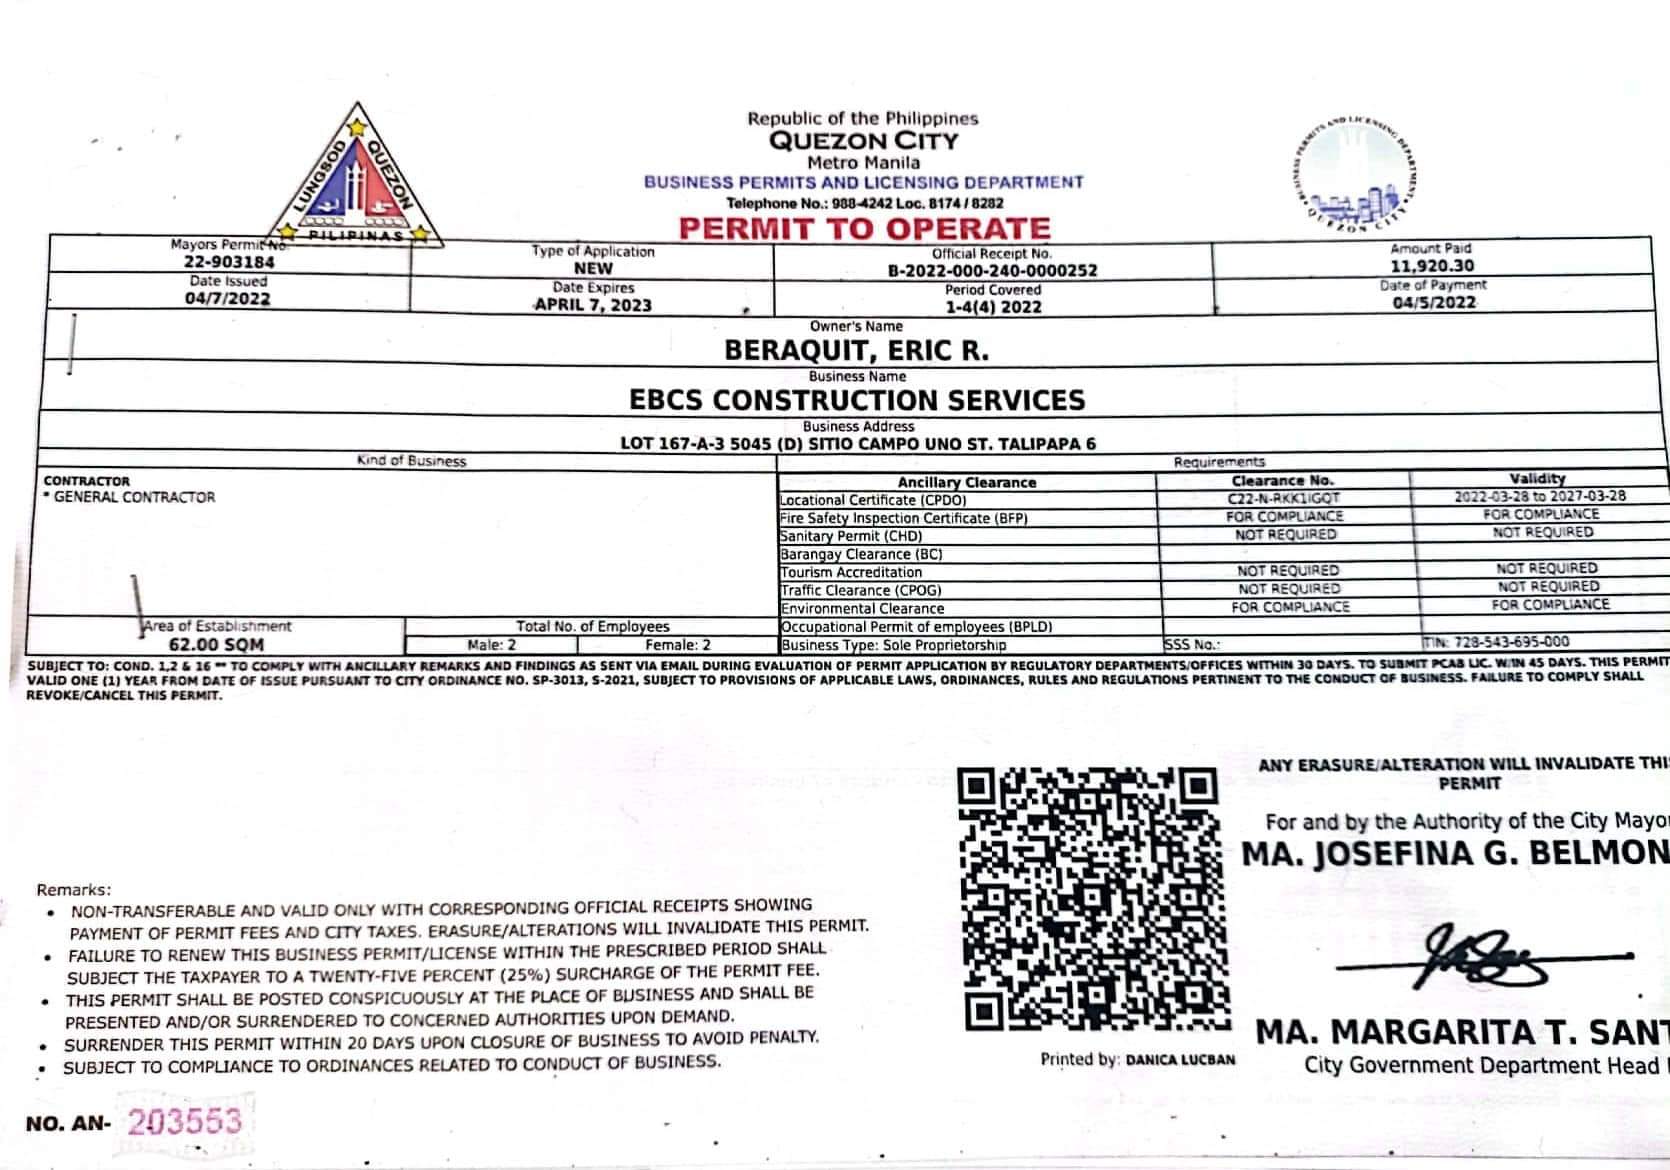 LUNGSOD QUEZON
PILIPINAS
Republic of the Philippines
QUEZON CITY
Metro Manila
BUSINESS PERMITS AND LICENSING DEPARTMENT
Telephone No.: 988-4242 Loc. 8174 / 8282
PERMIT TO OPERATE
BUSINESS PERMITS AND LICENSING DEPARTMENT
QUEZON CITY
Mayors Permit No.
22-903184
Type of Application
NEW
Official Receipt No.
B-2022-000-240-0000252
Amount Paid
11,920.30
Date Issued
04/7/2022
Date Expires
APRIL 7, 2023
Period Covered
1-4(4) 2022
Date of Payment
04/5/2022
Owner's Name
BERAQUIT, ERIC R.
Business Name
EBCS CONSTRUCTION SERVICES
Business Address
LOT 167-A-3 5045 (D) SITIO CAMPO UNO ST. TALIPAPA 6
Kind of Business
CONTRACTOR
* GENERAL CONTRACTOR
Requirements
Ancillary Clearance Clearance No. Validity
Locational Certificate (CPDO) C22-N-RKK1IGQT 2022-03-28 to 2027-03-28
Fire Safety Inspection Certificate (BFP) FOR COMPLIANCE FOR COMPLIANCE
Sanitary Permit (CHD) NOT REQUIRED NOT REQUIRED
Barangay Clearance (BC)
Tourism Accreditation NOT REQUIRED NOT REQUIRED
Traffic Clearance (CPOG) NOT REQUIRED NOT REQUIRED
Environmental Clearance FOR COMPLIANCE FOR COMPLIANCE
Occupational Permit of employees (BPLD)
Business Type: Sole Proprietorship SSS No.: TIN: 728-543-695-000
Area of Establishment
62.00 SQM
Total No. of Employees
Male: 2 Female: 2
SUBJECT TO: COND. 1,2 & 16 ** TO COMPLY WITH ANCILLARY REMARKS AND FINDINGS AS SENT VIA EMAIL DURING EVALUATION OF PERMIT APPLICATION BY REGULATORY DEPARTMENTS/OFFICES WITHIN 30 DAYS. TO SUBMIT PCAB LIC. W/IN 45 DAYS. THIS PERMIT
VALID ONE (1) YEAR FROM DATE OF ISSUE PURSUANT TO CITY ORDINANCE NO. SP-3013, S-2021, SUBJECT TO PROVISIONS OF APPLICABLE LAWS, ORDINANCES, RULES AND REGULATIONS PERTINENT TO THE CONDUCT OF BUSINESS. FAILURE TO COMPLY SHALL
REVOKE/CANCEL THIS PERMIT.
ANY ERASURE/ALTERATION WILL INVALIDATE THI
PERMIT
For and by the Authority of the City Mayo
MA. JOSEFINA G. BELMON
MA. MARGARITA T. SANT
City Government Department Head
Printed by: DANICA LUCBAN
Remarks:
• NON-TRANSFERABLE AND VALID ONLY WITH CORRESPONDING OFFICIAL RECEIPTS SHOWING
PAYMENT OF PERMIT FEES AND CITY TAXES. ERASURE/ALTERATIONS WILL INVALIDATE THIS PERMIT.
• FAILURE TO RENEW THIS BUSINESS PERMIT/LICENSE WITHIN THE PRESCRIBED PERIOD SHALL
SUBJECT THE TAXPAYER TO A TWENTY-FIVE PERCENT (25%) SURCHARGE OF THE PERMIT FEE.
• THIS PERMIT SHALL BE POSTED CONSPICUOUSLY AT THE PLACE OF BUSINESS AND SHALL BE
PRESENTED AND/OR SURRENDERED TO CONCERNED AUTHORITIES UPON DEMAND.
• SURRENDER THIS PERMIT WITHIN 20 DAYS UPON CLOSURE OF BUSINESS TO AVOID PENALTY.
• SUBJECT TO COMPLIANCE TO ORDINANCES RELATED TO CONDUCT OF BUSINESS.
NO. AN- 203553